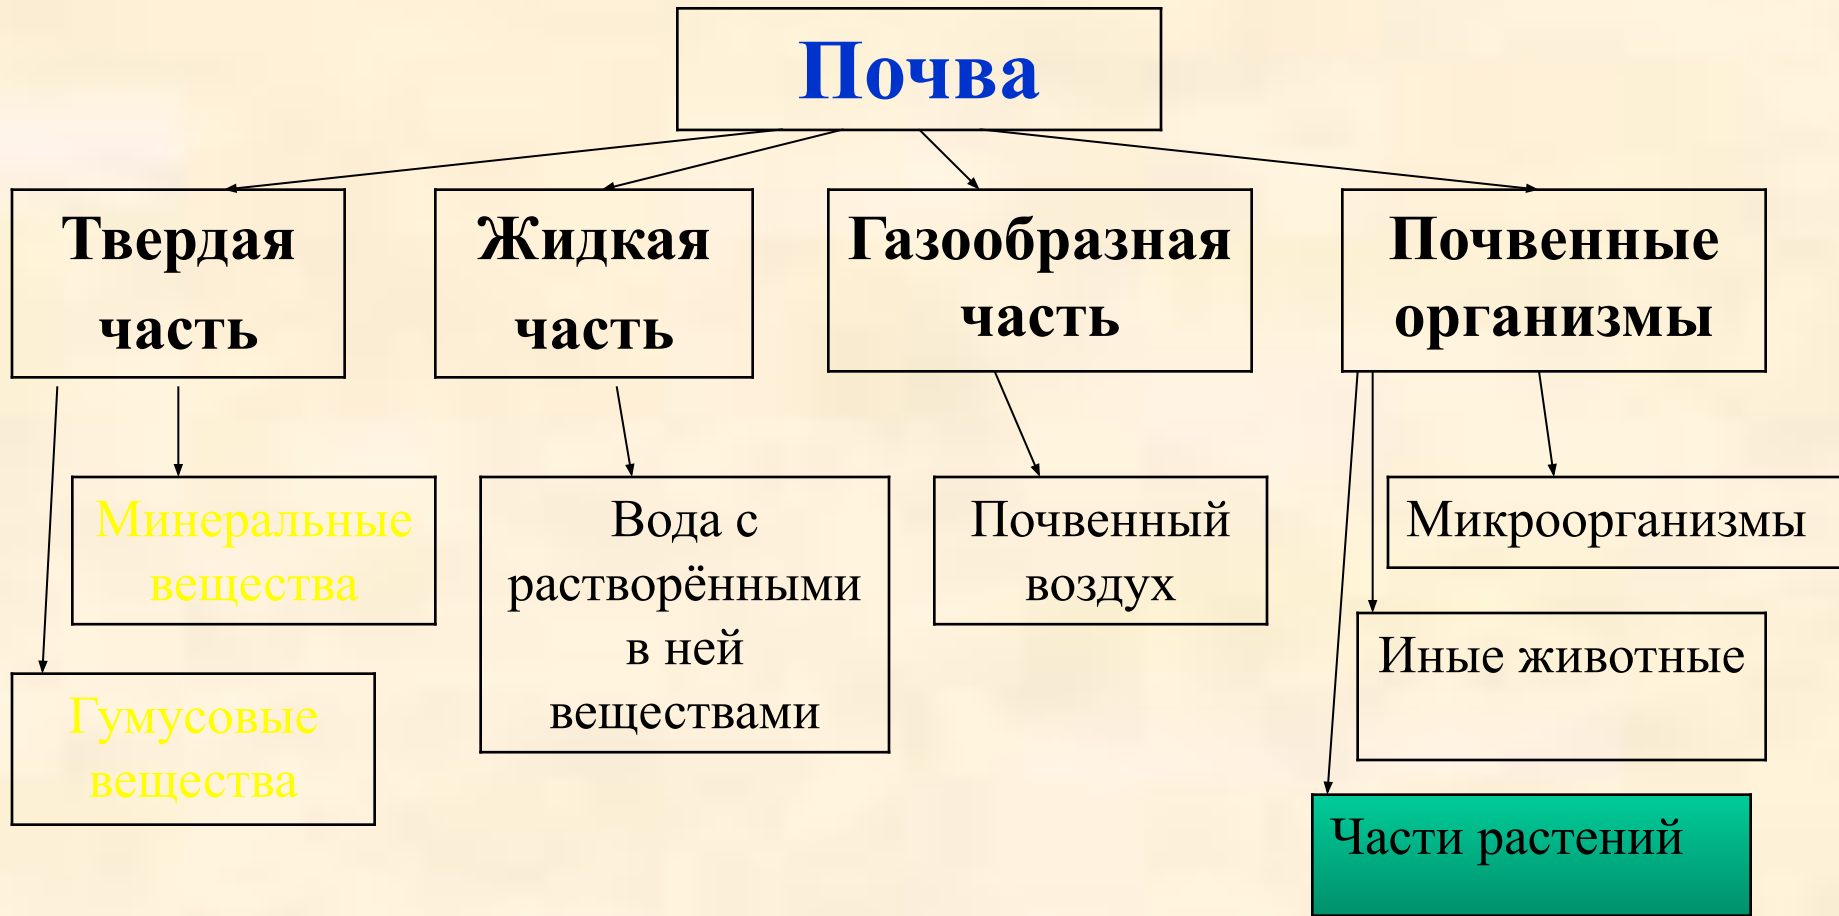 Почва
Твердая
часть
Жидкая
часть
Газообразная
часть
Почвенные
организмы
Минеральные
вещества
Гумусовые
вещества
Вода с
растворёнными
в ней
веществами
Почвенный
воздух
Микроорганизмы
Иные животные
Части растений